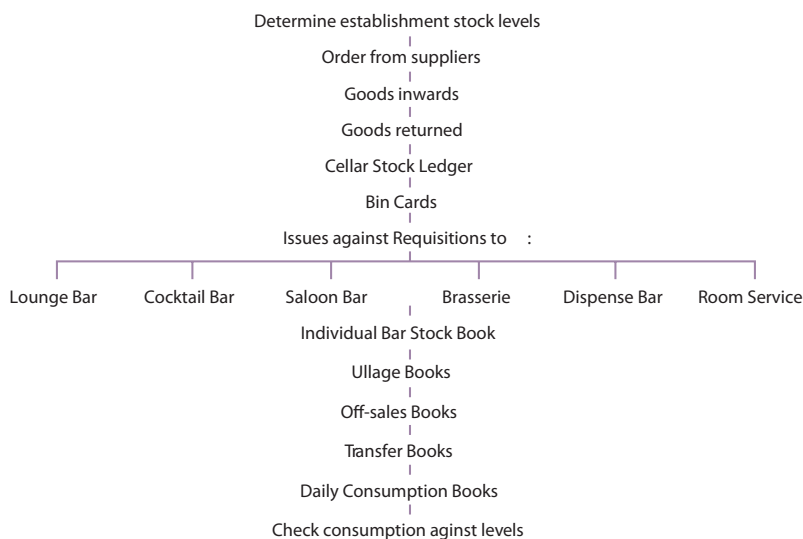 Determine establishment stock levels
Order from suppliers
Goods inwards
Goods returned
Cellar Stock Ledger
Bin Cards
Issues against Requisitions to :
Lounge Bar Cocktail Bar Saloon Bar Brasserie Dispense Bar Room Service
Individual Bar Stock Book
Ullage Books
Off-sales Books
Transfer Books
Daily Consumption Books
Check consumption aginst levels